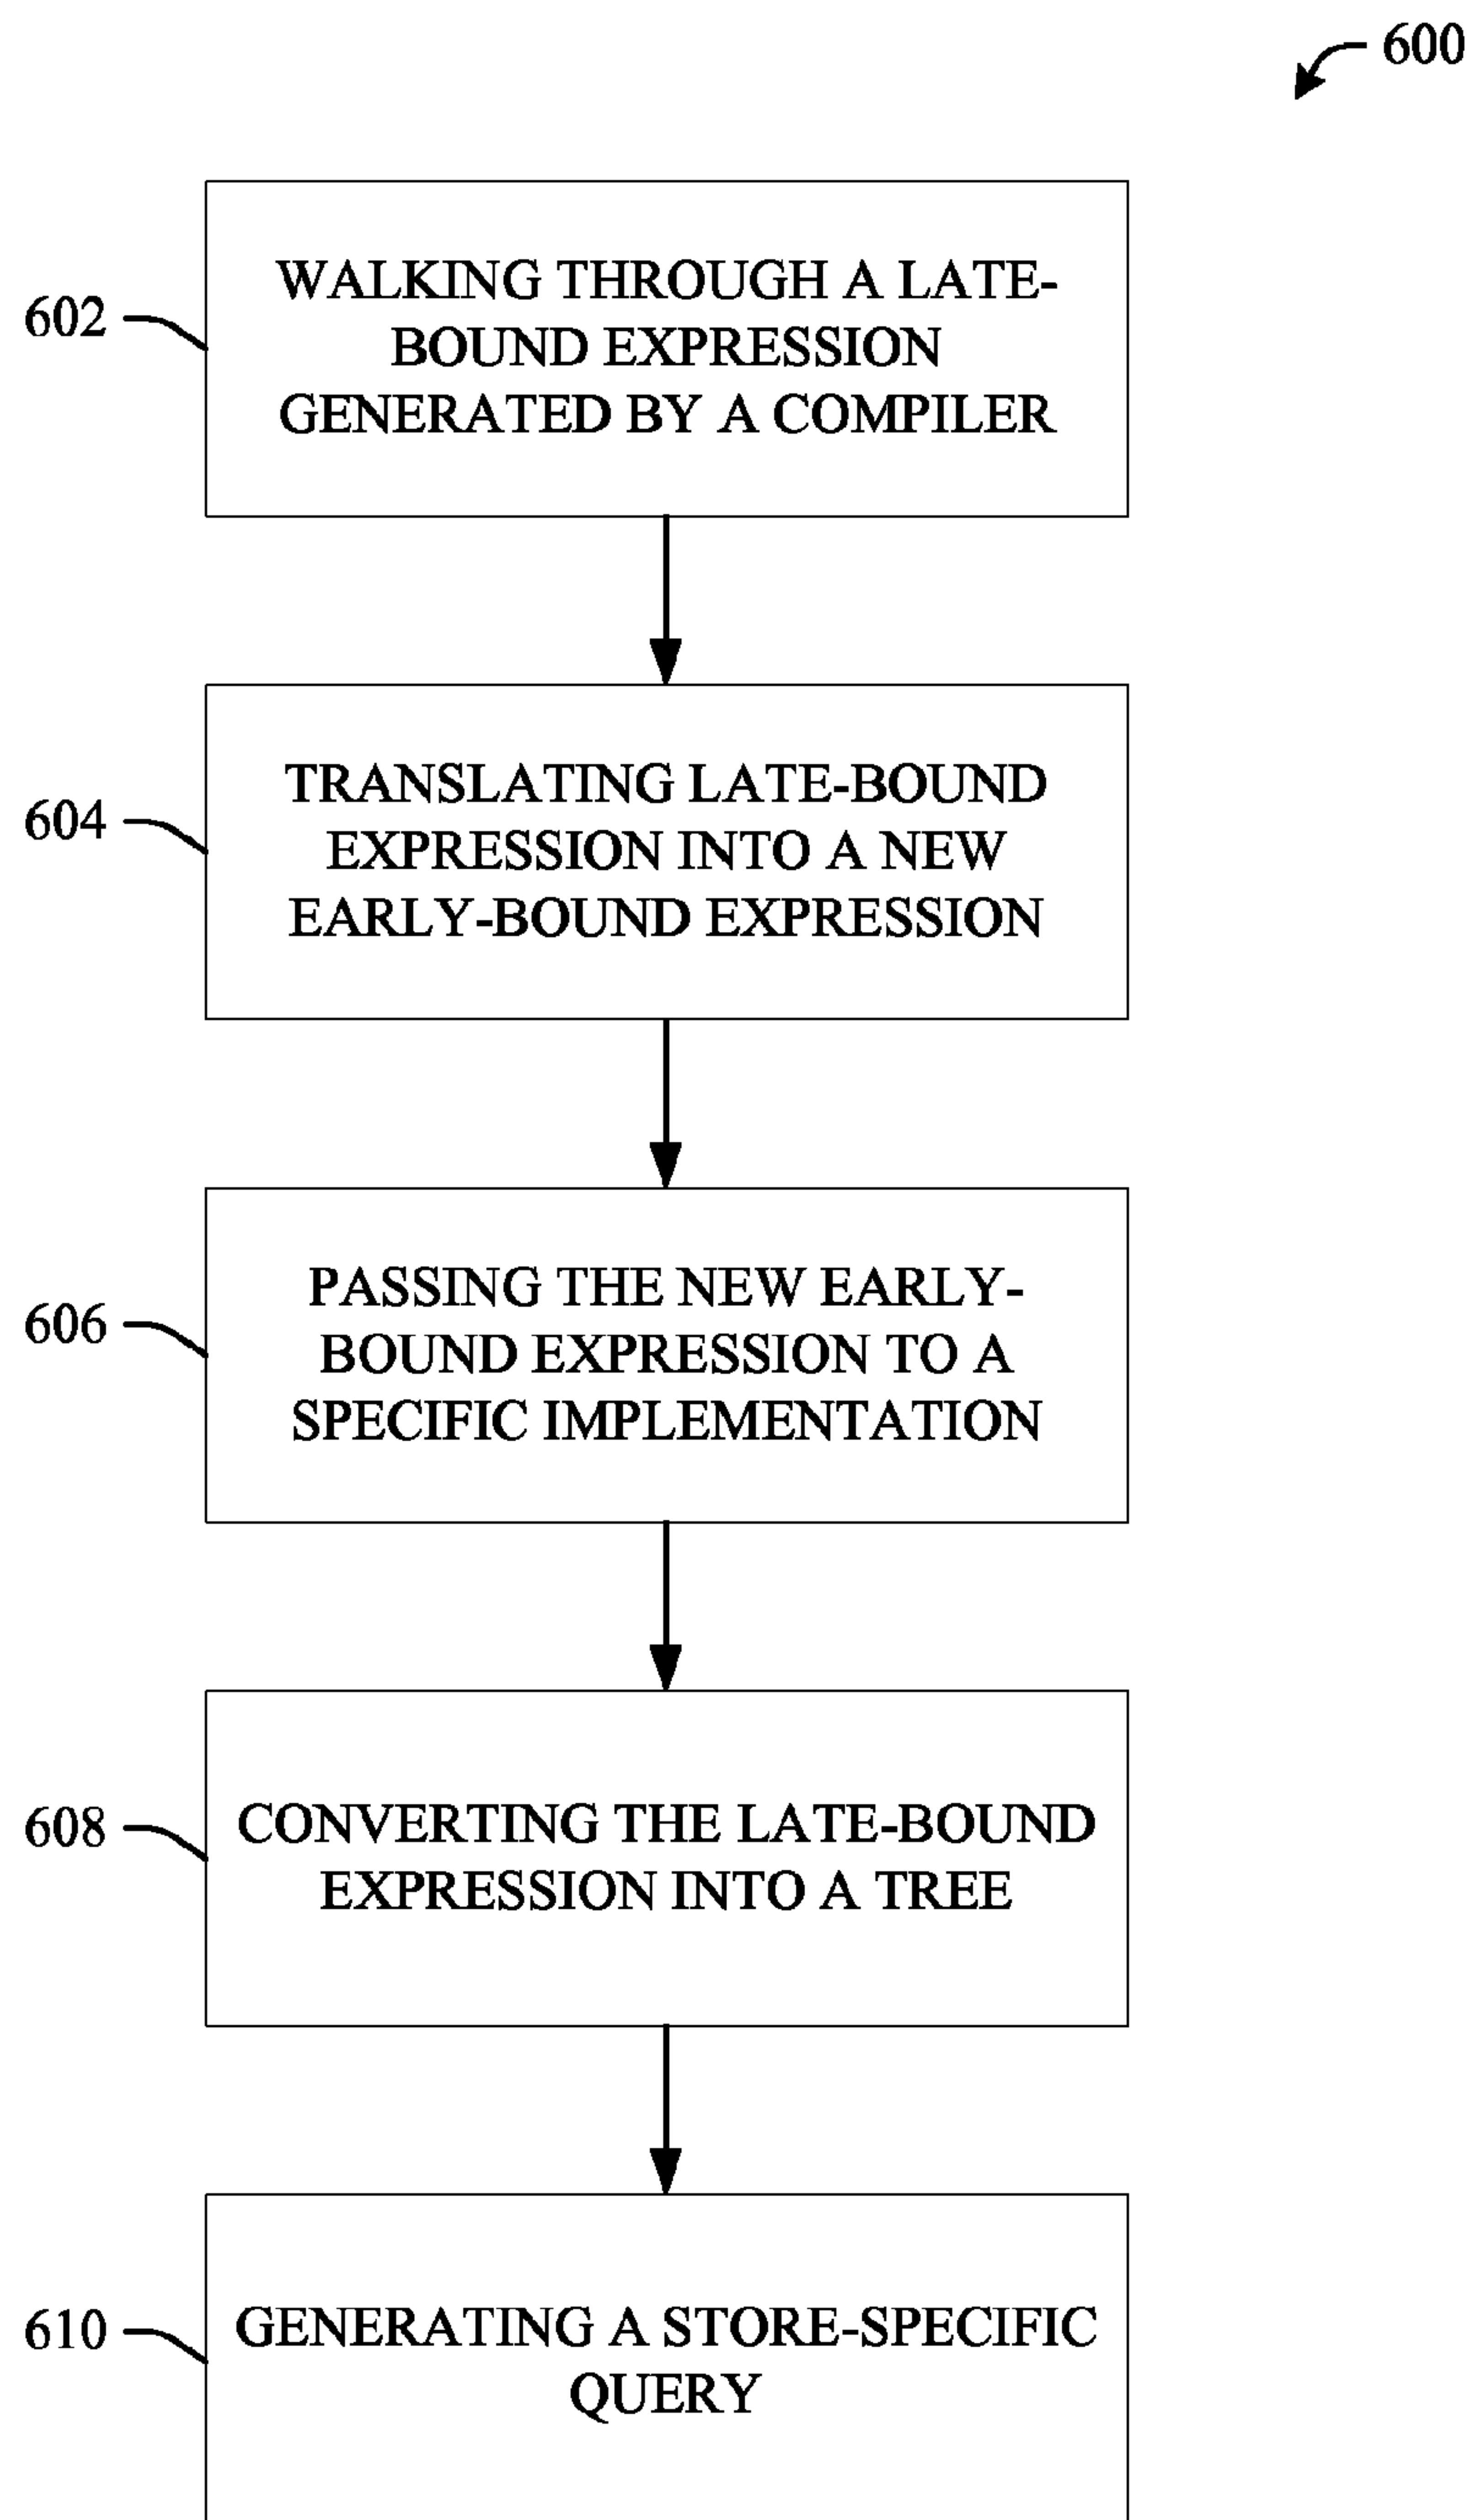 600
602
WALKING THROUGH A LATE-
BOUND EXPRESSION
GENERATED BY A COMPILER
604
TRANSLATING LATE-BOUND
EXPRESSION INTO A NEW
EARLY-BOUND EXPRESSION
606
PASSING THE NEW EARLY-
BOUND EXPRESSION TO A
SPECIFIC IMPLEMENTATION
608
CONVERTING THE LATE-BOUND
EXPRESSION INTO A TREE
610
GENERATING A STORE-SPECIFIC
QUERY